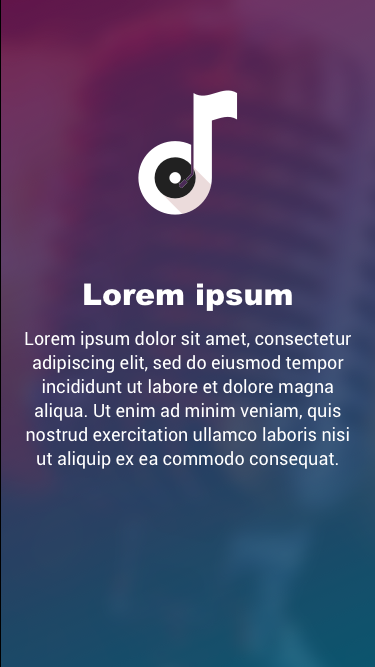 Lorem ipsum
Lorem ipsum dolor sit amet, consectetur
adipiscing elit, sed do eiusmod tempor
incididunt ut labore et dolore magna
aliqua. Ut enim ad minim veniam, quis
nostrud exercitation ullamco laboris nisi
ut aliquip ex ea commodo consequat.